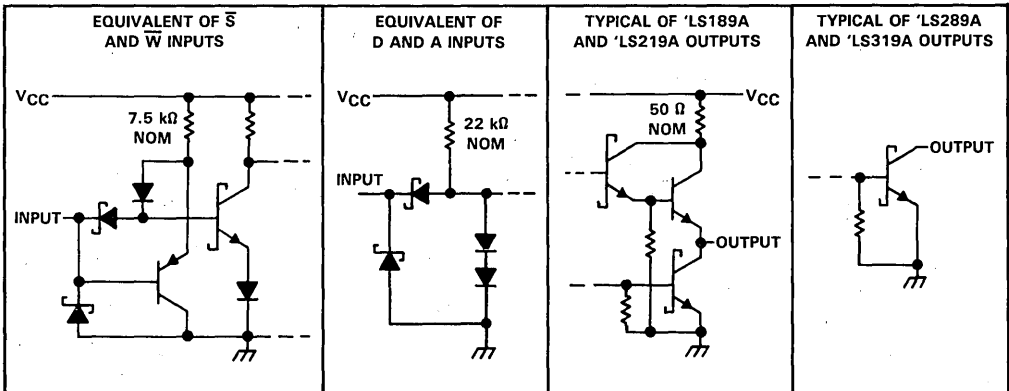 EQUIVALENT OF S̅
AND W̅ INPUTS
VCC
7.5 kΩ
NOM
INPUT
EQUIVALENT OF
D AND A INPUTS
VCC
22 kΩ
NOM
INPUT
TYPICAL OF 'LS189A
AND 'LS219A OUTPUTS
VCC
50 Ω
NOM
OUTPUT
TYPICAL OF 'LS289A
AND 'LS319A OUTPUTS
OUTPUT